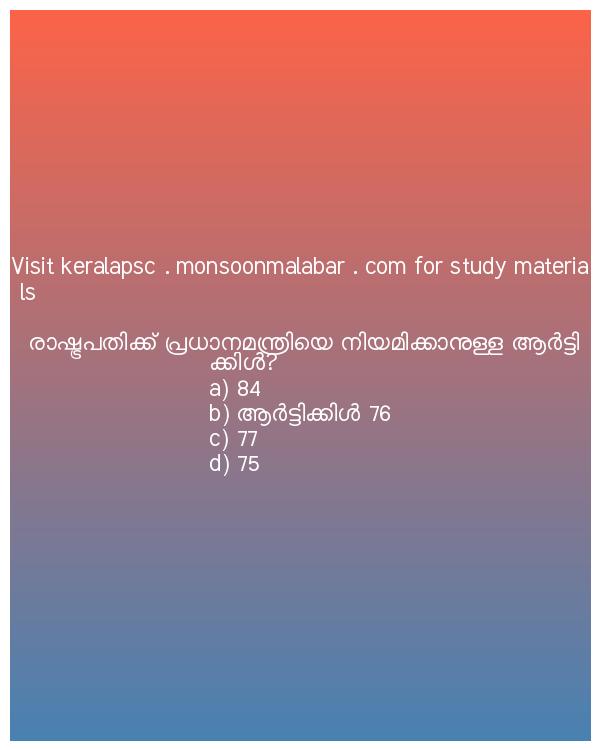 Visit keralapsc . monsoonmalabar . com for study materia
ls
രാഷ്ട്രപതിക്ക് പ്രധാനമന്ത്രിയെ നിയമിക്കാനുള്ള ആർട്ടി
ക്കിൾ?
a) 84
b) ആർട്ടിക്കിൾ 76
c) 77
d) 75